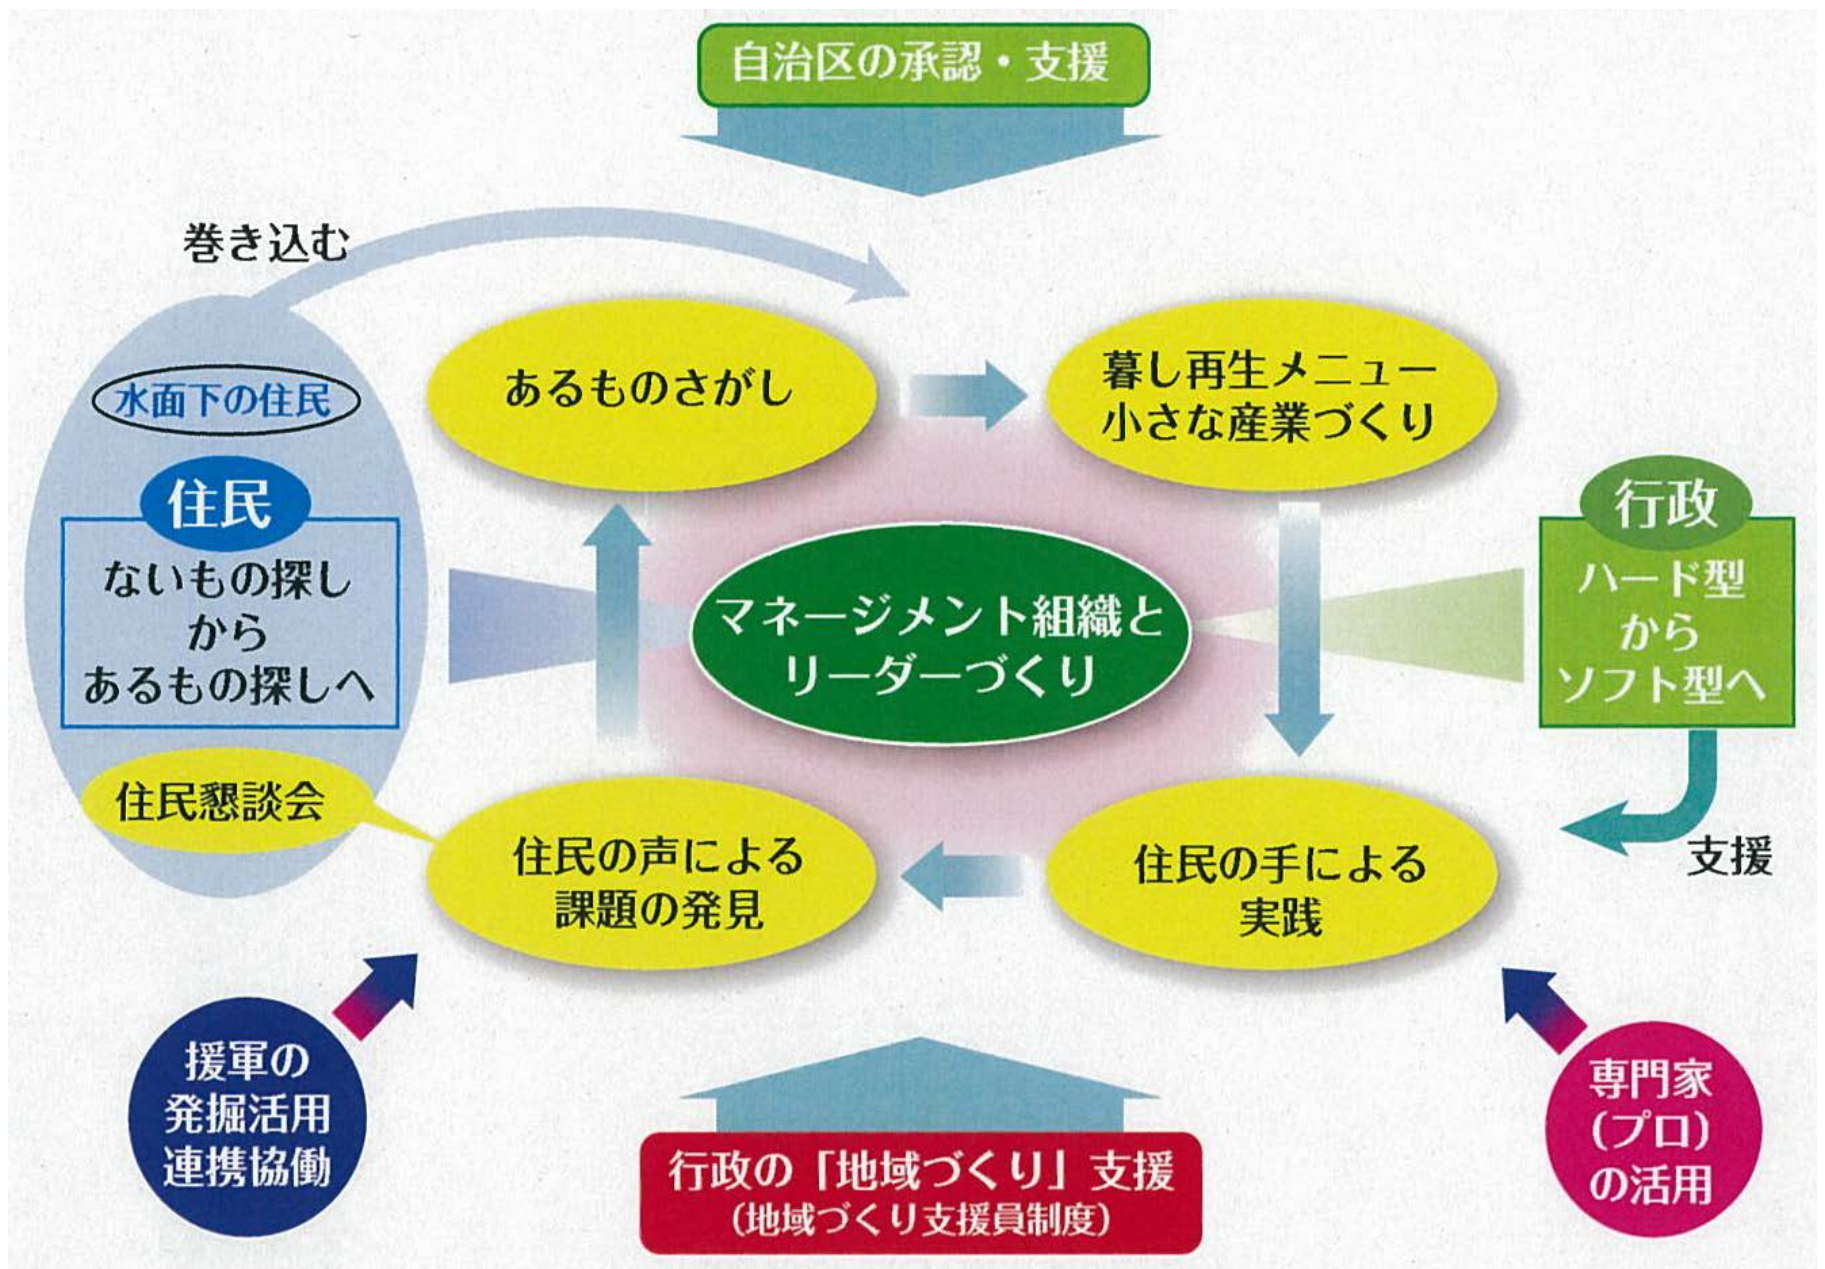 自治区の承認・支援
巻き込む
水面下の住民
住民
ないもの探し
から
あるもの探しへ
住民懇談会
あるものさがし
暮し再生メニュー
小さな産業づくり
マネージメント組織と
リーダーづくり
行政
ハード型
から
ソフト型へ
支援
住民の声による
課題の発見
住民の手による
実践
援軍の
発掘活用
連携協働
行政の「地域づくり」支援
(地域づくり支援員制度)
専門家
(プロ)
の活用